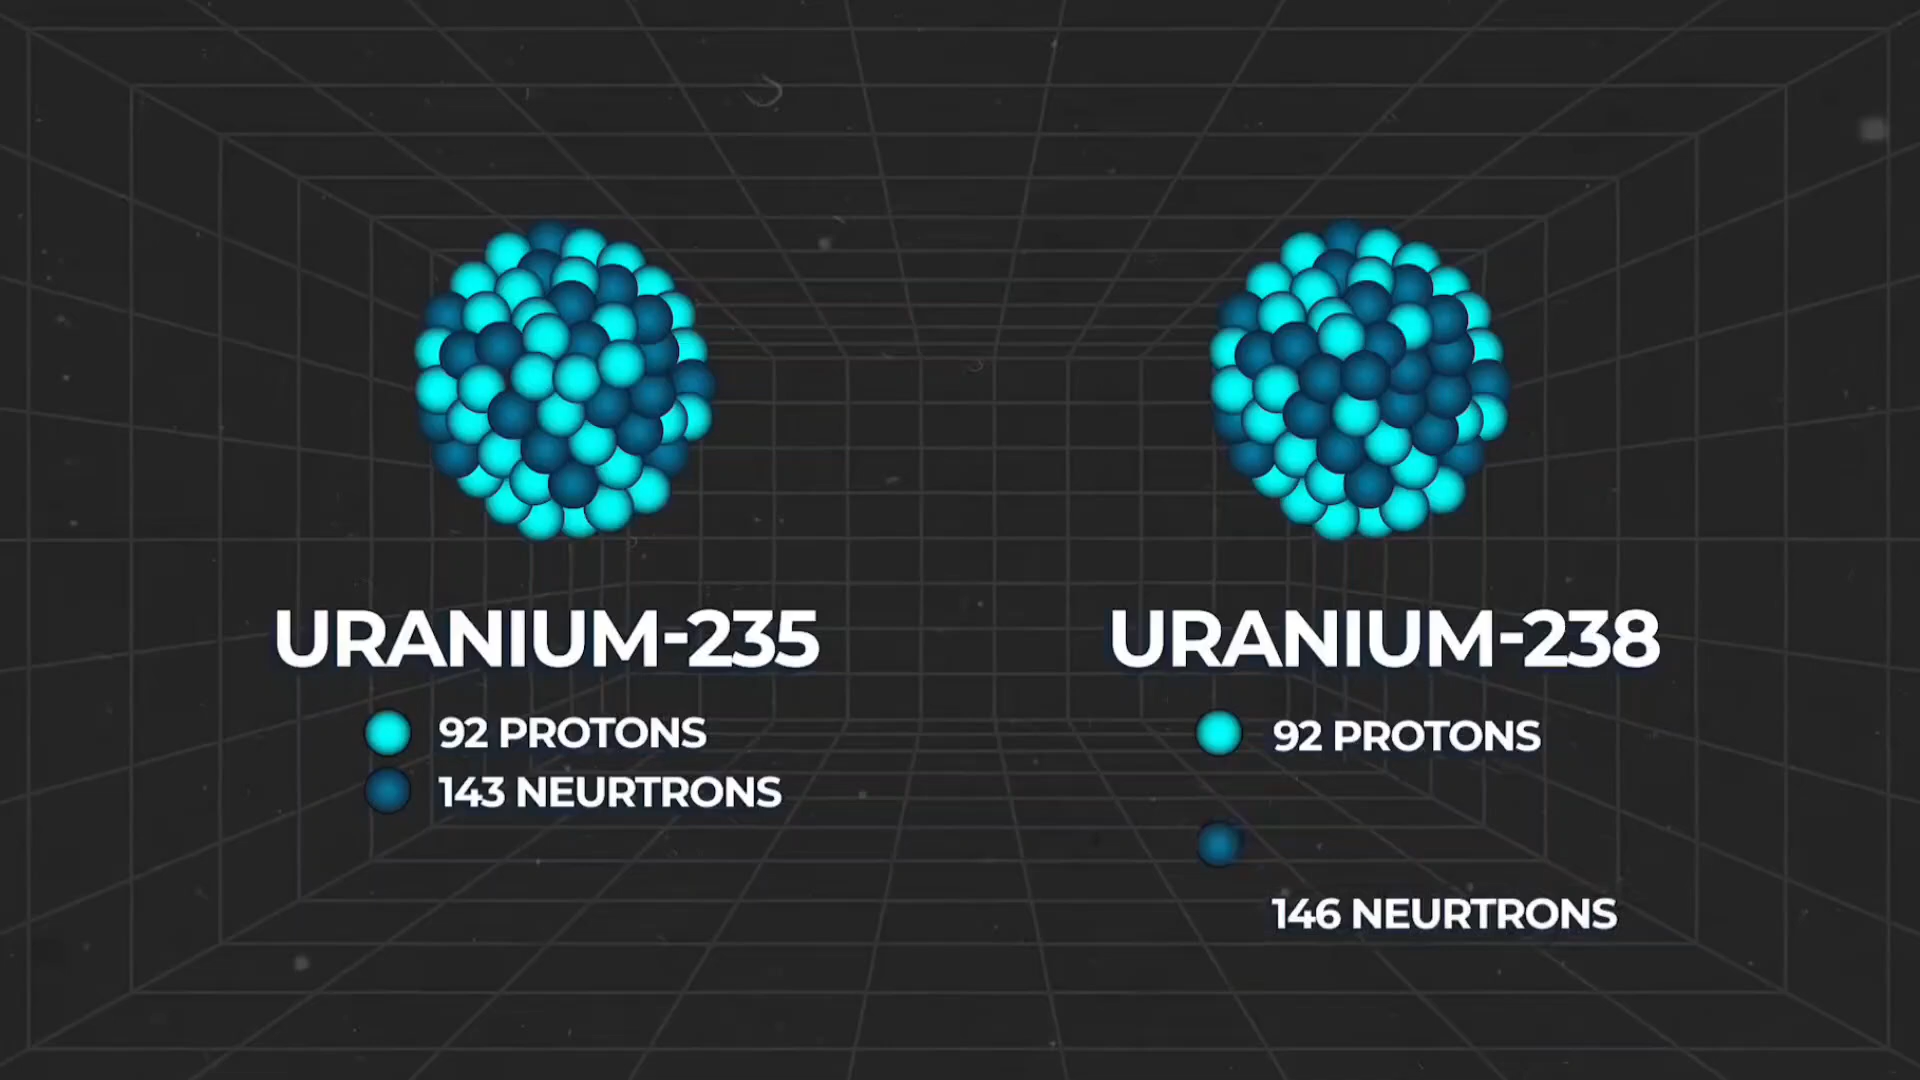 URANIUM-235
92 PROTONS
143 NEURTRONS
URANIUM-238
92 PROTONS
146 NEURTRONS